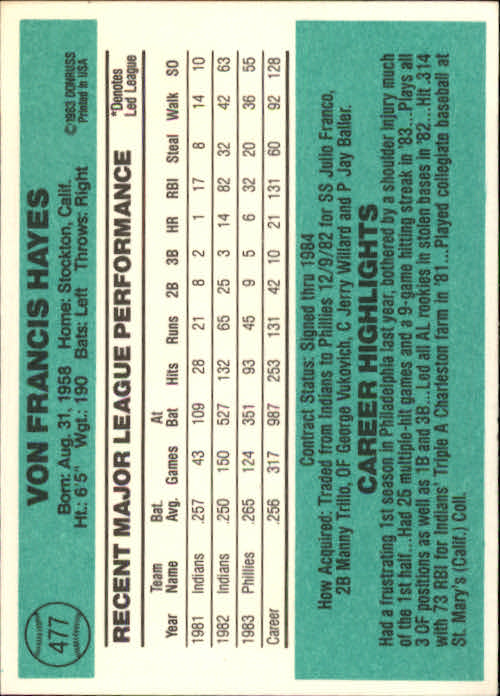 477
VON FRANCIS HAYES
Born: Aug. 31, 1958 Home: Stockton, Calif.
Ht.: 6'5" Wgt.: 190 Bats: Left Throws: Right
©1983 DONRUSS
Printed in USA
RECENT MAJOR LEAGUE PERFORMANCE
*Denotes
Led League
Year Team Name Bat. Avg. Games At Bat Hits Runs 2B 3B HR RBI Steal Walk SO
1981 Indians .257 43 109 28 21 8 2 1 17 8 14 10
1982 Indians .250 150 527 132 65 25 3 14 82 32 42 63
1983 Phillies .265 124 351 93 45 9 5 6 32 20 36 55
Career .256 317 987 253 131 42 10 21 131 60 92 128
Contract Status: Signed thru 1984
How Acquired: Traded from Indians to Phillies '12/9/82 for SS Julio Franco,
2B Manny Trillo, OF George Vukovich, C Jerry Willard and P Jay Baller.
CAREER HIGHLIGHTS
Had a frustrating 1st season in Philadelphia last year, bothered by a shoulder injury much
of the 1st half...Had 26 multiple-hit games and a 9-game hitting streak in '83...Plays all
3 OF positions as well as 1B and 3B...Led all AL rookies in stolen bases in '82...Hit .314
with 73 RBI for Indians' Triple A Charleston farm in '81...Played collegiate baseball at
St. Mary's (Calif.) Coll.